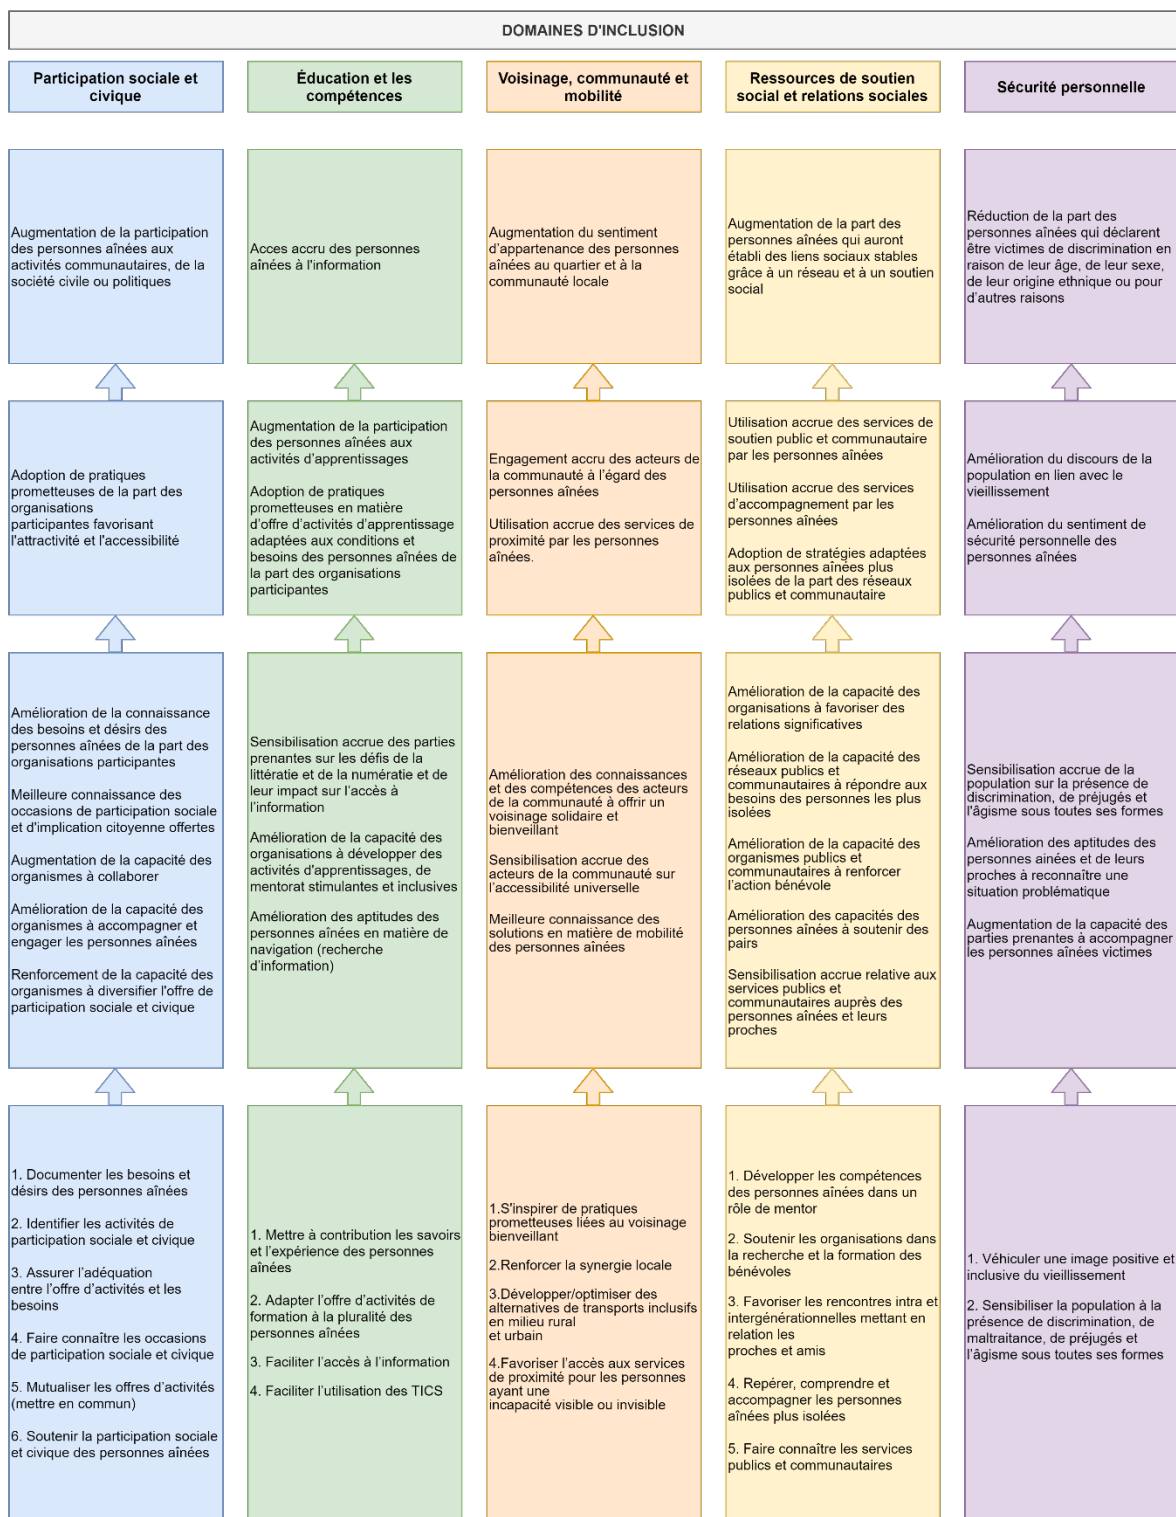 DOMAINES D'INCLUSION
Participation sociale et
civique
Éducation et les
compétences
Voisinage, communauté et
mobilité
Ressources de soutien
social et relations sociales
Sécurité personnelle
Augmentation de la participation
des personnes aînées aux
activités communautaires, de la
société civile ou politiques
Acces accru des personnes
aînées à l'information
Augmentation du sentiment
d'appartenance des personnes
aînées au quartier et à la
communauté locale
Augmentation de la part des
personnes aînées qui auront
établi des liens sociaux stables
grâce à un réseau et à un soutien
social
Réduction de la part des
personnes aînées qui déclarent
être victimes de discrimination en
raison de leur âge, de leur sexe,
de leur origine ethnique ou pour
d'autres raisons
Adoption de pratiques
prometteuses de la part des
organisations
participantes favorisant
l'attractivité et l'accessibilité
Augmentation de la participation
des personnes aînées aux
activités d'apprentissages
Adoption de pratiques
prometteuses en matière
d'offre d'activités d'apprentissage
adaptées aux conditions et
besoins des personnes aînées de
la part des organisations
participantes
Engagement accru des acteurs de
la communauté à l'égard des
personnes aînées
Utilisation accrue des services de
proximité par les personnes
aînées.
Utilisation accrue des services de
soutien public et communautaire
par les personnes aînées
Utilisation accrue des services
d'accompagnement par les
personnes aînées
Adoption de stratégies adaptées
aux personnes aînées plus
isolées de la part des réseaux
publics et communautaire
Amélioration du discours de la
population en lien avec le
vieillissement
Amélioration du sentiment de
sécurité personnelle des
personnes aînées
Amélioration de la connaissance
des besoins et désirs des
personnes aînées de la part des
organisations participantes
Meilleure connaissance des
occasions de participation sociale
et d'implication citoyenne offertes
Augmentation de la capacité des
organismes à collaborer
Amélioration de la capacité des
organismes à accompagner et
engager les personnes aînées
Renforcement de la capacité des
organismes à diversifier l'offre de
participation sociale et civique
Sensibilisation accrue des parties
prenantes sur les défis de la
littératie et de la numératie et de
leur impact sur l'accès à
l'information
Amélioration de la capacité des
organisations à développer des
activités d'apprentissages, de
mentorat stimulantes et inclusives
Amélioration des aptitudes des
personnes aînées en matière de
navigation (recherche
d'information)
Amélioration des connaissances
et des compétences des acteurs
de la communauté à offrir un
voisinage solidaire et
bienveillant
Sensibilisation accrue des
acteurs de la communauté sur
l'accessibilité universelle
Meilleure connaissance des
solutions en matière de mobilité
des personnes aînées
Amélioration de la capacité des
organisations à favoriser des
relations significatives
Amélioration de la capacité des
réseaux publics et
communautaires à répondre aux
besoins des personnes les plus
isolées
Amélioration de la capacité des
organismes publics et
communautaires à renforcer
l'action bénévole
Amélioration des capacités des
personnes aînées à soutenir des
pairs
Sensibilisation accrue relative aux
services publics et
communautaires auprès des
personnes aînées et leurs
proches
Sensibilisation accrue de la
population sur la présence de
discrimination, de préjugés et
l'âgisme sous toutes ses formes
Amélioration des aptitudes des
personnes ainées et de leurs
proches à reconnaître une
situation problématique
Augmentation de la capacité des
parties prenantes à accompagner
les personnes aînées victimes
1. Documenter les besoins et
désirs des personnes aînées
2. Identifier les activités de
participation sociale et civique
3. Assurer l'adéquation
entre l'offre d'activités et les
besoins
4. Faire connaître les occasions
de participation sociale et civique
5. Mutualiser les offres d'activités
(mettre en commun)
6. Soutenir la participation sociale
et civique des personnes aînées
1. Mettre à contribution les savoirs
et l'expérience des personnes
aînées
2. Adapter l'offre d'activités de
formation à la pluralité des
personnes aînées
3. Faciliter l'accès à l'information
4. Faciliter l'utilisation des TICS
1.S'inspirer de pratiques
prometteuses liées au voisinage
bienveillant
2.Renforcer la synergie locale
3.Développer/optimiser des
alternatives de transports inclusifs
en milieu rural
et urbain
4.Favoriser l'accès aux services
de proximité pour les personnes
ayant une
incapacité visible ou invisible
1. Développer les compétences
des personnes aînées dans un
rôle de mentor
2. Soutenir les organisations dans
la recherche et la formation des
bénévoles
3. Favoriser les rencontres intra et
intergénérationnelles mettant en
relation les
proches et amis
4. Repérer, comprendre et
accompagner les personnes
aînées plus isolées
5. Faire connaître les services
publics et communautaires
1. Véhiculer une image positive et
inclusive du vieillissement
2. Sensibiliser la population à la
présence de discrimination, de
maltraitance, de préjugés et
l'âgisme sous toutes ses formes